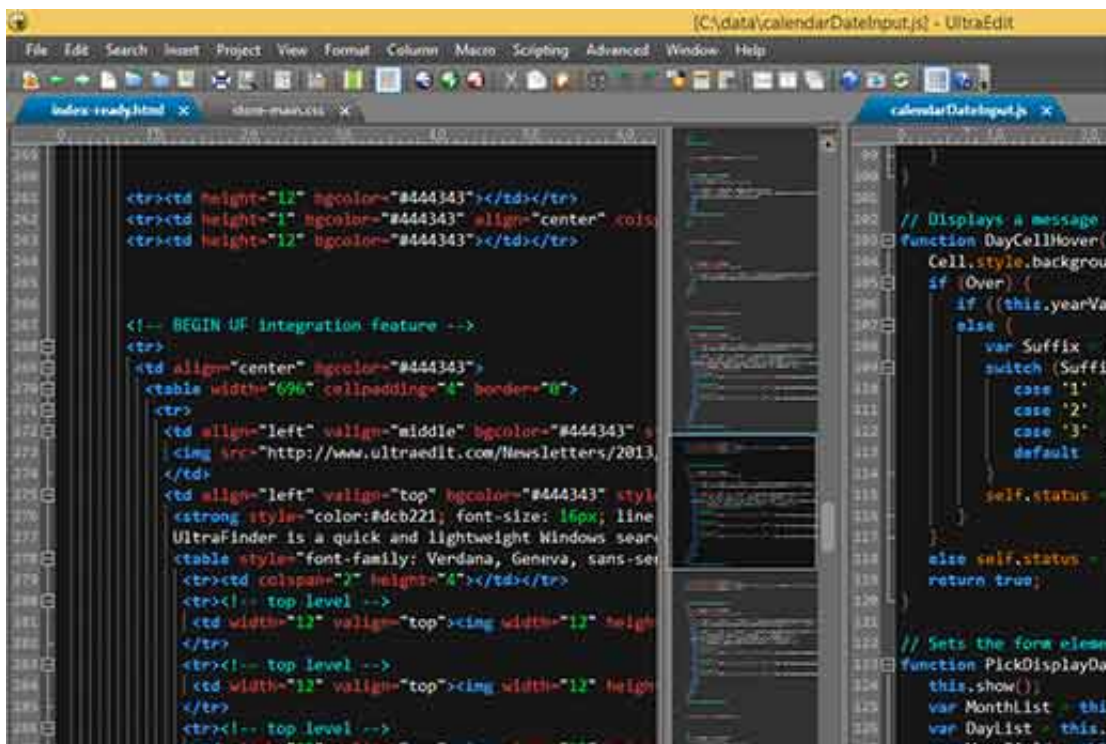 [C:\data\calendarDateInput.js] - UltraEdit
File Edit Search Insert Project View Format Column Macro Scripting Advanced Window Help
index-ready.html × store-main.css ×
<tr><td height="12" bgcolor="#444343"></td></tr>
<tr><td height="1" bgcolor="#444343" align="center" cols
<tr><td height="12" bgcolor="#444343"></td></tr>
<!-- BEGIN UF integration feature -->
<tr>
<td align="center" bgcolor="#444343">
<table width="696" cellpadding="4" border="0">
<tr>
<td align="left" valign="middle" bgcolor="#444343" s
<img src="http://www.ultraedit.com/Newsletters/2013/
</td>
<td align="left" valign="top" bgcolor="#444343" styl
<strong style="color:#dcb221; font-size: 16px; line
UltraFinder is a quick and lightweight Windows sear
<table style="font-family: Verdana, Geneva, sans-ser
<tr><td colspan="2" height="4"></td></tr>
<tr><!-- top level -->
<td width="12" valign="top"><img width="12" heigh
</tr>
<tr><!-- top level -->
<td width="12" valign="top"><img width="12" heigh
</tr>
<tr><!-- top level -->
calendarDateInput.js ×
}
}
// Displays a message
function DayCellHover(
Cell.style.backgrou
if (Over) {
if ((this.yearVa
else {
var Suffix =
switch (Suffi
case '1'
case '2'
case '3'
default
}
self.status =
}
}
else self.status =
return true;
}
// Sets the form eleme
function PickDisplayDa
this.show();
var MonthList = thi
var DayList = this.